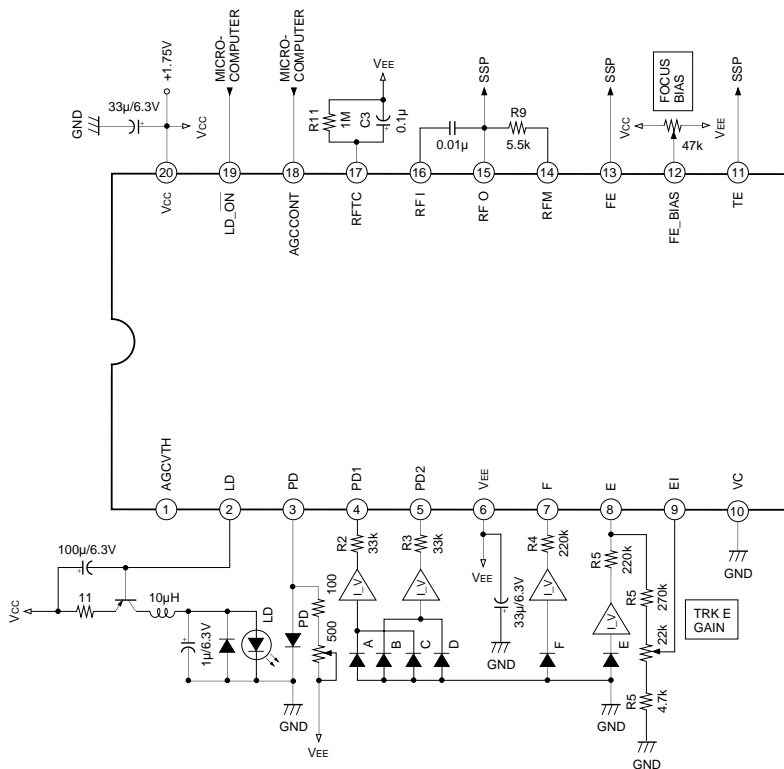 GND
33µ/6.3V
+1.75V
VCC
MICRO-
COMPUTER
MICRO-
COMPUTER
VEE
R11
1M
C3
0.1µ
SSP
0.01µ
R9
5.5k
SSP
FOCUS
BIAS
VCC
VEE
47k
SSP
20
19
18
17
16
15
14
13
12
11
VCC
LD_ON
AGCCONT
RFTC
RF I
RF O
RFM
FE
FE_BIAS
TE
AGCVTH
LD
PD
PD1
PD2
VEE
F
E
EI
VC
1
2
3
4
5
6
7
8
9
10
100µ/6.3V
VCC
11
10µH
1µ/6.3V
LD
PD
100
500
GND
VEE
R2
33k
I_V
R3
33k
I_V
A
B
C
D
VEE
33µ/6.3V
GND
R4
220k
I_V
F
R5
220k
I_V
E
GND
R5
270k
22k
R5
4.7k
GND
TRK E
GAIN
GND